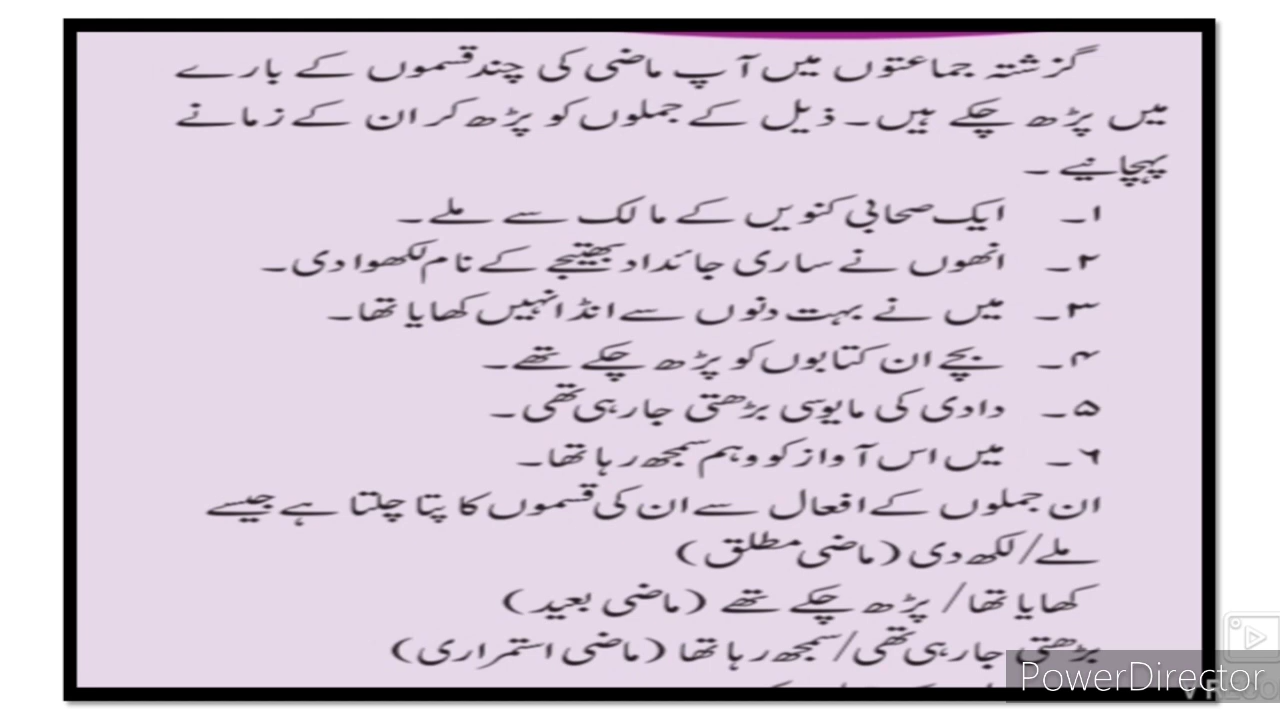 گزشتہ جماعتوں میں آپ ماضی کی چند قسموں کے بارے
میں پڑھ چکے ہیں۔ ذیل کے جملوں کو پڑھ کر ان کے زمانے
پہچانیے ۔
۱۔ ایک صحابی کنویں کے مالک سے ملے۔
۲۔ انھوں نے ساری جائداد بھتیجے کے نام لکھوا دی۔
۳۔ میں نے بہت دنوں سے انڈا نہیں کھایا تھا۔
۴۔ بچے ان کتابوں کو پڑھ چکے تھے۔
۵۔ دادی کی مایوسی بڑھتی جا رہی تھی۔
۶۔ میں اس آواز کو وہم سمجھ رہا تھا۔
ان جملوں کے افعال سے ان کی قسموں کا پتا چلتا ہے جیسے
ملے/لکھ دی (ماضی مطلق)
کھایا تھا/ پڑھ چکے تھے (ماضی بعید)
بڑھتی جا رہی تھی/سمجھ رہا تھا (ماضی استمراری)
PowerDirector